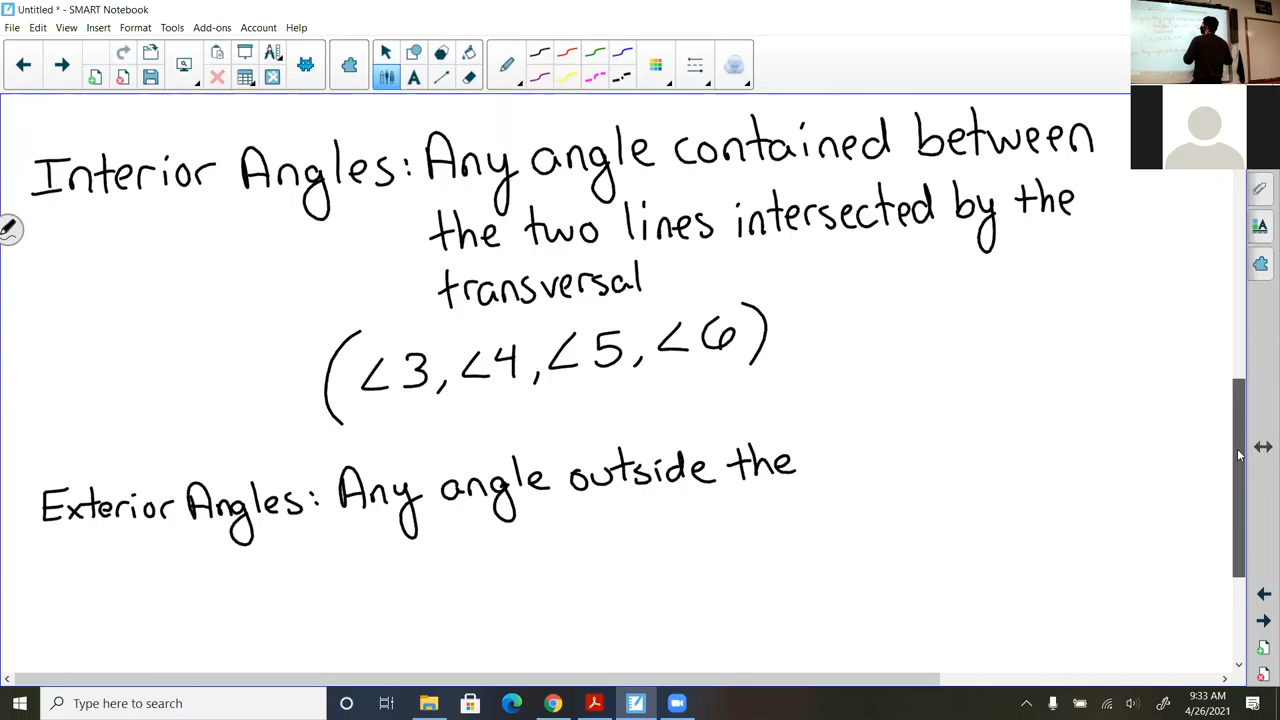 Untitled * - SMART Notebook
File Edit View Insert Format Tools Add-ons Account Help
Interior Angles: Any angle contained between
the two lines intersected by the
transversal
(∠3, ∠4, ∠5, ∠6)
Exterior Angles: Any angle outside the
Type here to search
9:33 AM
4/26/2021